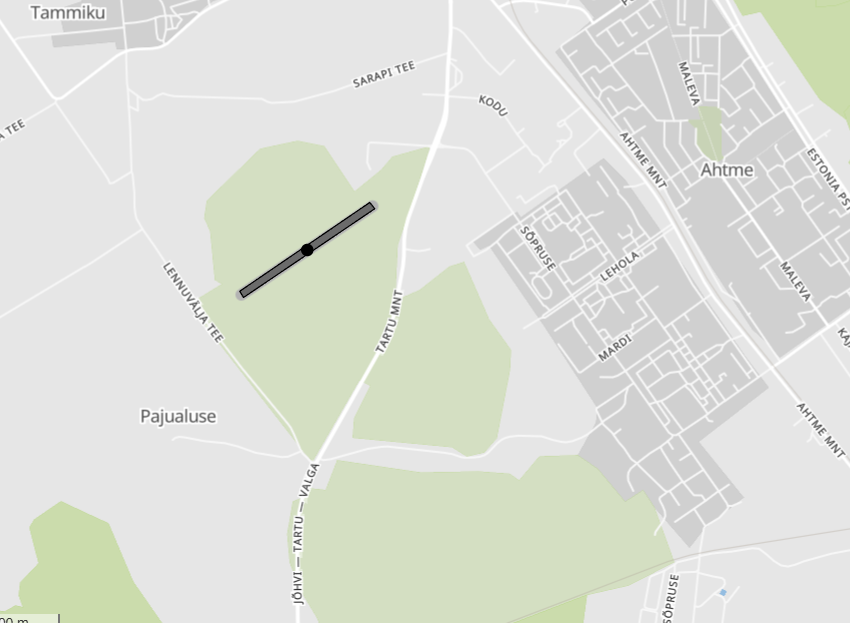 Tammiku
SARAPI TEE
KODU
MALEVA
AHTME MNT
Ahtme
ESTONIA PST
TEE
SÕPRUSE
LEHOLA
LENNUVÄLJA TEE
TARTU MNT
MALEVA
MARDI
Pajualuse
AHTME MNT
JÕHVI — TARTU — VALGA
SÕPRUSE